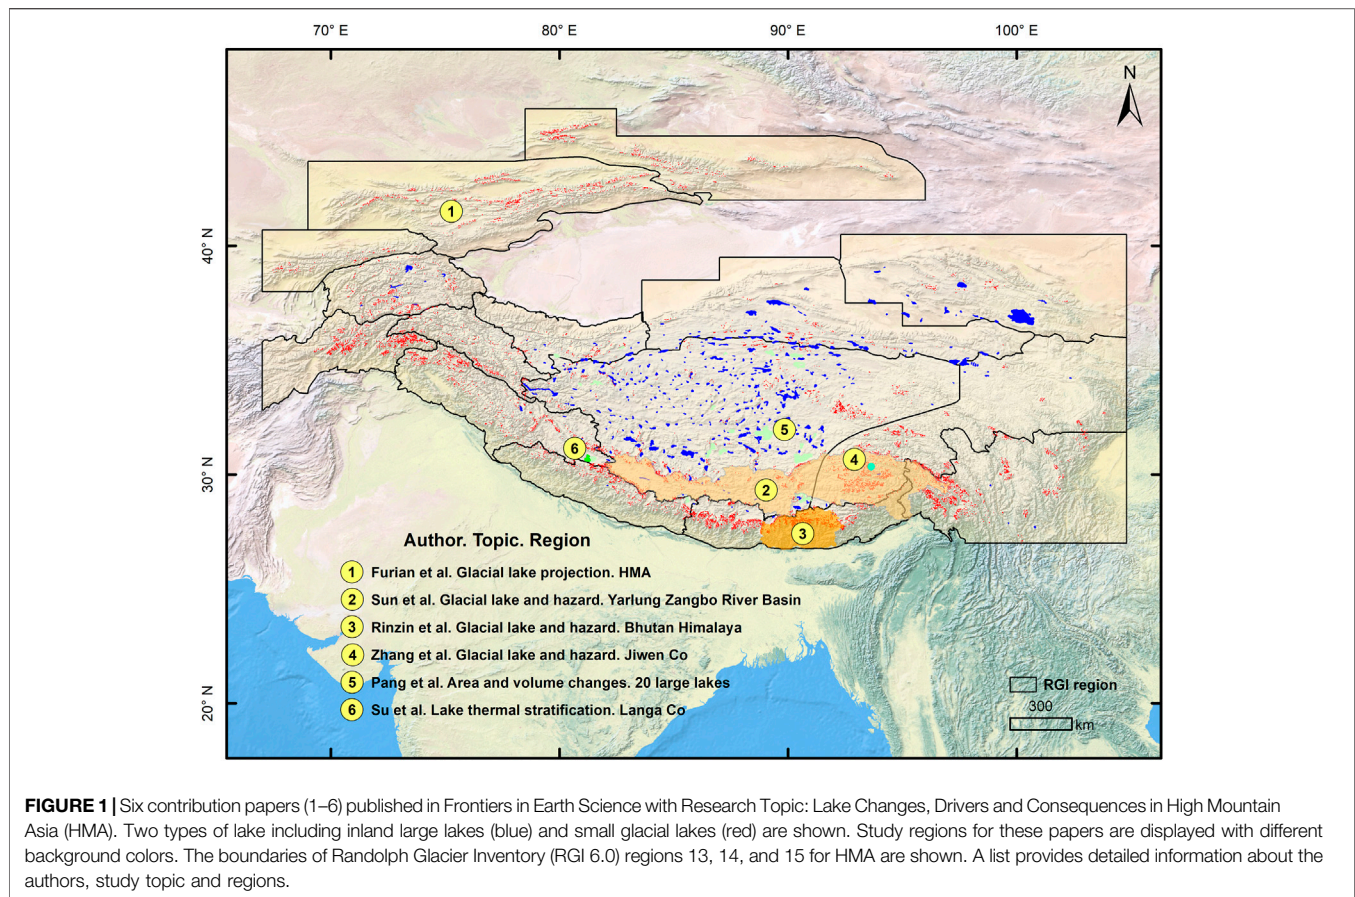 70° E 80° E 90° E 100° E
N
40° N
30° N
20° N
1
2
3
4
5
6
Author. Topic. Region
1 Furian et al. Glacial lake projection. HMA
2 Sun et al. Glacial lake and hazard. Yarlung Zangbo River Basin
3 Rinzin et al. Glacial lake and hazard. Bhutan Himalaya
4 Zhang et al. Glacial lake and hazard. Jiwen Co
5 Pang et al. Area and volume changes. 20 large lakes
6 Su et al. Lake thermal stratification. Langa Co
RGI region
300
km
FIGURE 1 | Six contribution papers (1–6) published in Frontiers in Earth Science with Research Topic: Lake Changes, Drivers and Consequences in High Mountain
Asia (HMA). Two types of lake including inland large lakes (blue) and small glacial lakes (red) are shown. Study regions for these papers are displayed with different
background colors. The boundaries of Randolph Glacier Inventory (RGI 6.0) regions 13, 14, and 15 for HMA are shown. A list provides detailed information about the
authors, study topic and regions.